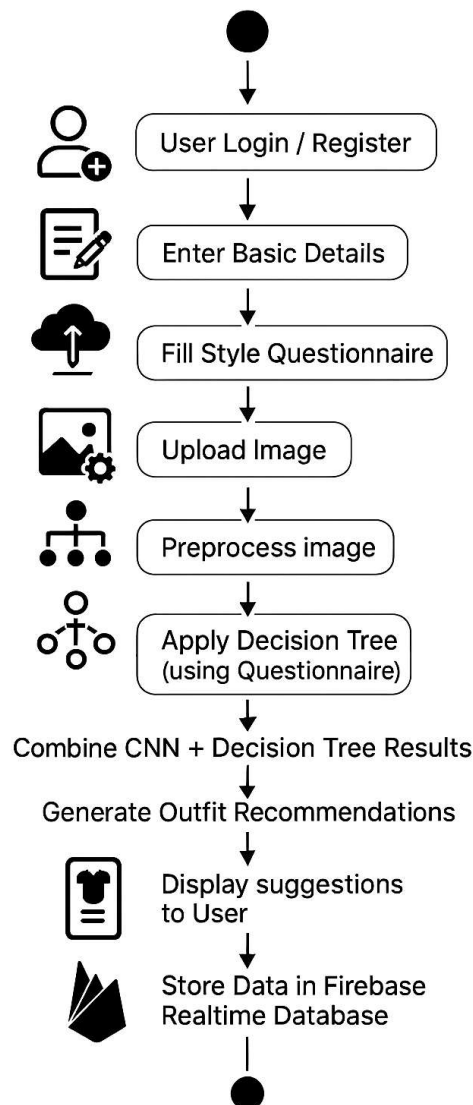 User Login / Register
Enter Basic Details
Fill Style Questionnaire
Upload Image
Preprocess image
Apply Decision Tree
(using Questionnaire)
Combine CNN + Decision Tree Results
Generate Outfit Recommendations
Display suggestions
to User
Store Data in Firebase
Realtime Database